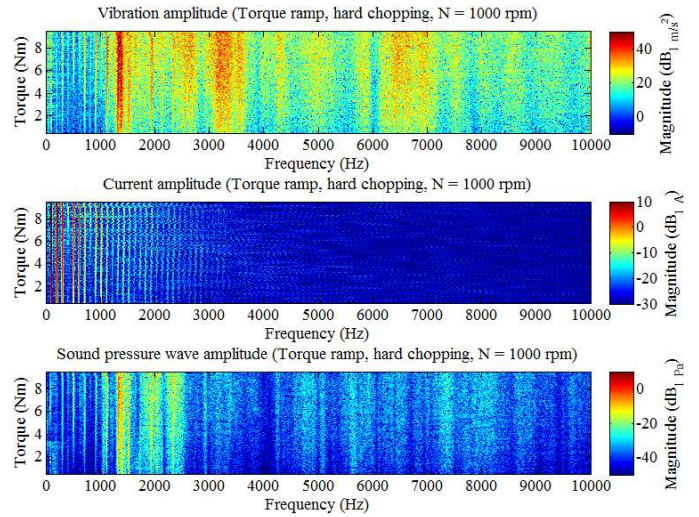 Vibration amplitude (Torque ramp, hard chopping, N = 1000 rpm)
Torque (Nm)
8
6
4
2
0 1000 2000 3000 4000 5000 6000 7000 8000 9000 10000
Frequency (Hz)
40
20
0
Magnitude (dB1 m/s²)
Current amplitude (Torque ramp, hard chopping, N = 1000 rpm)
Torque (Nm)
8
6
4
2
0 1000 2000 3000 4000 5000 6000 7000 8000 9000 10000
Frequency (Hz)
10
0
-10
-20
-30
Magnitude (dB1 A)
Sound pressure wave amplitude (Torque ramp, hard chopping, N = 1000 rpm)
Torque (Nm)
8
6
4
2
0 1000 2000 3000 4000 5000 6000 7000 8000 9000 10000
Frequency (Hz)
0
-20
-40
Magnitude (dB1 Pa)